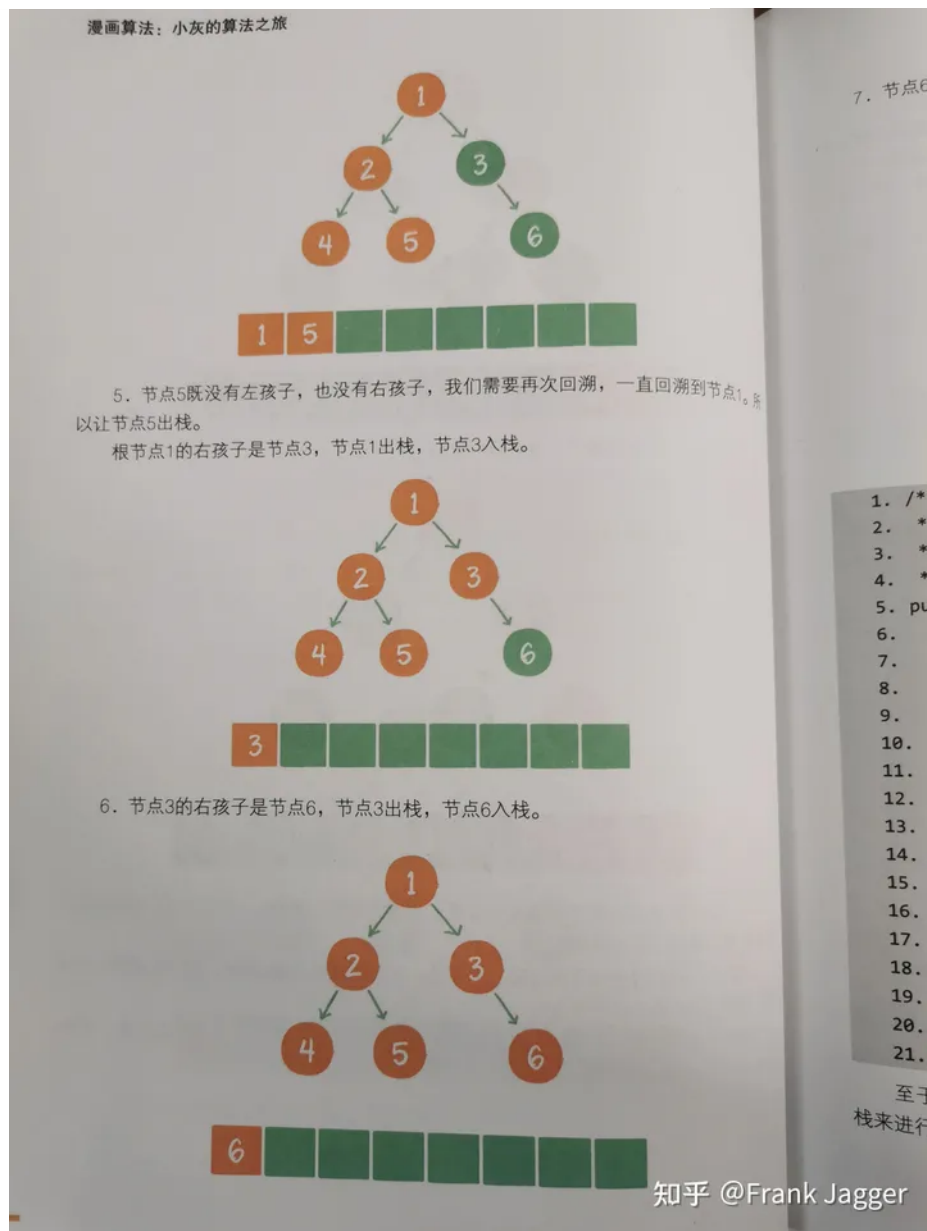 漫画算法：小灰的算法之旅
1
2 3
4 5 6
1 5
5. 节点5既没有左孩子，也没有右孩子，我们需要再次回溯，一直回溯到节点1。所
以让节点5出栈。
根节点1的右孩子是节点3，节点1出栈，节点3入栈。
1
2 3
4 5 6
3
6. 节点3的右孩子是节点6，节点3出栈，节点6入栈。
1
2 3
4 5 6
6
7. 节点6
1. /*
2. *
3. *
4. *
5. pu
6.
7.
8.
9.
10.
11.
12.
13.
14.
15.
16.
17.
18.
19.
20.
21.
至于
栈来进行
知乎 @Frank Jagger